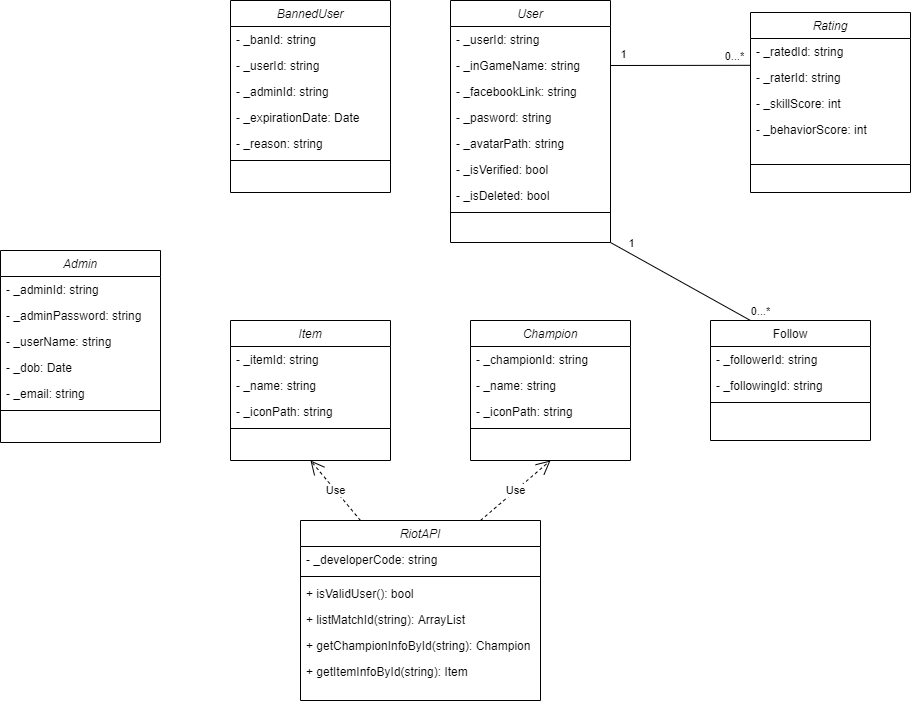 BannedUser
- _banId: string
- _userId: string
- _adminId: string
- _expirationDate: Date
- _reason: string
User
- _userId: string
- _inGameName: string
- _facebookLink: string
- _pasword: string
- _avatarPath: string
- _isVerified: bool
- _isDeleted: bool
1
0...*
Rating
- _ratedId: string
- _raterId: string
- _skillScore: int
- _behaviorScore: int
1
0...*
Admin
- _adminId: string
- _adminPassword: string
- _userName: string
- _dob: Date
- _email: string
Item
- _itemId: string
- _name: string
- _iconPath: string
Champion
- _championId: string
- _name: string
- _iconPath: string
Follow
- _followerId: string
- _followingId: string
Use
Use
RiotAPI
- _developerCode: string
+ isValidUser(): bool
+ listMatchId(string): ArrayList
+ getChampionInfoById(string): Champion
+ getItemInfoById(string): Item